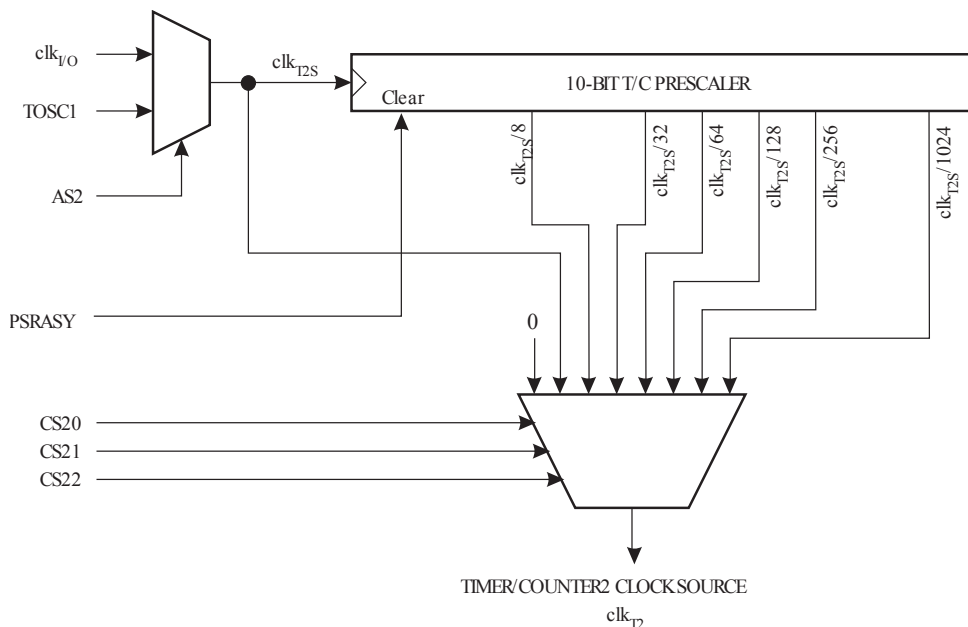 clkI/O
clkT2S
10-BIT T/C PRESCALER
TOSC1
Clear
AS2
clkT2S/8
clkT2S/32
clkT2S/64
clkT2S/128
clkT2S/256
clkT2S/1024
PSRASY
0
CS20
CS21
CS22
TIMER/COUNTER2 CLOCK SOURCE
clkT2